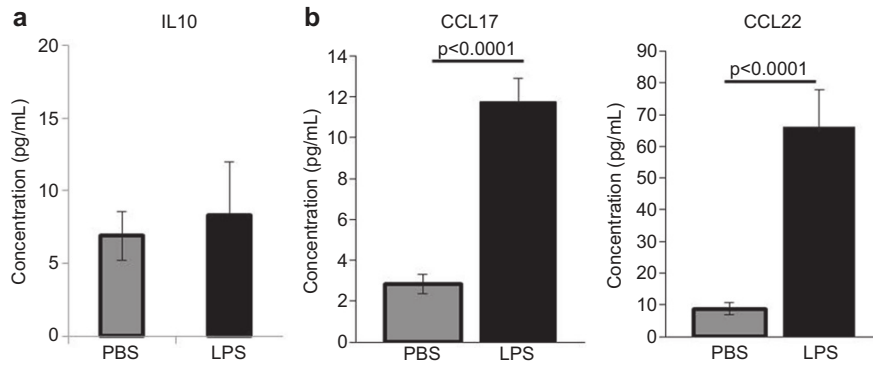 a
IL10
Concentration (pg/mL)
20
15
10
5
0
PBS
LPS
b
CCL17
Concentration (pg/mL)
14
12
10
8
6
4
2
0
p<0.0001
PBS
LPS
CCL22
Concentration (pg/mL)
90
80
70
60
50
40
30
20
10
0
p<0.0001
PBS
LPS